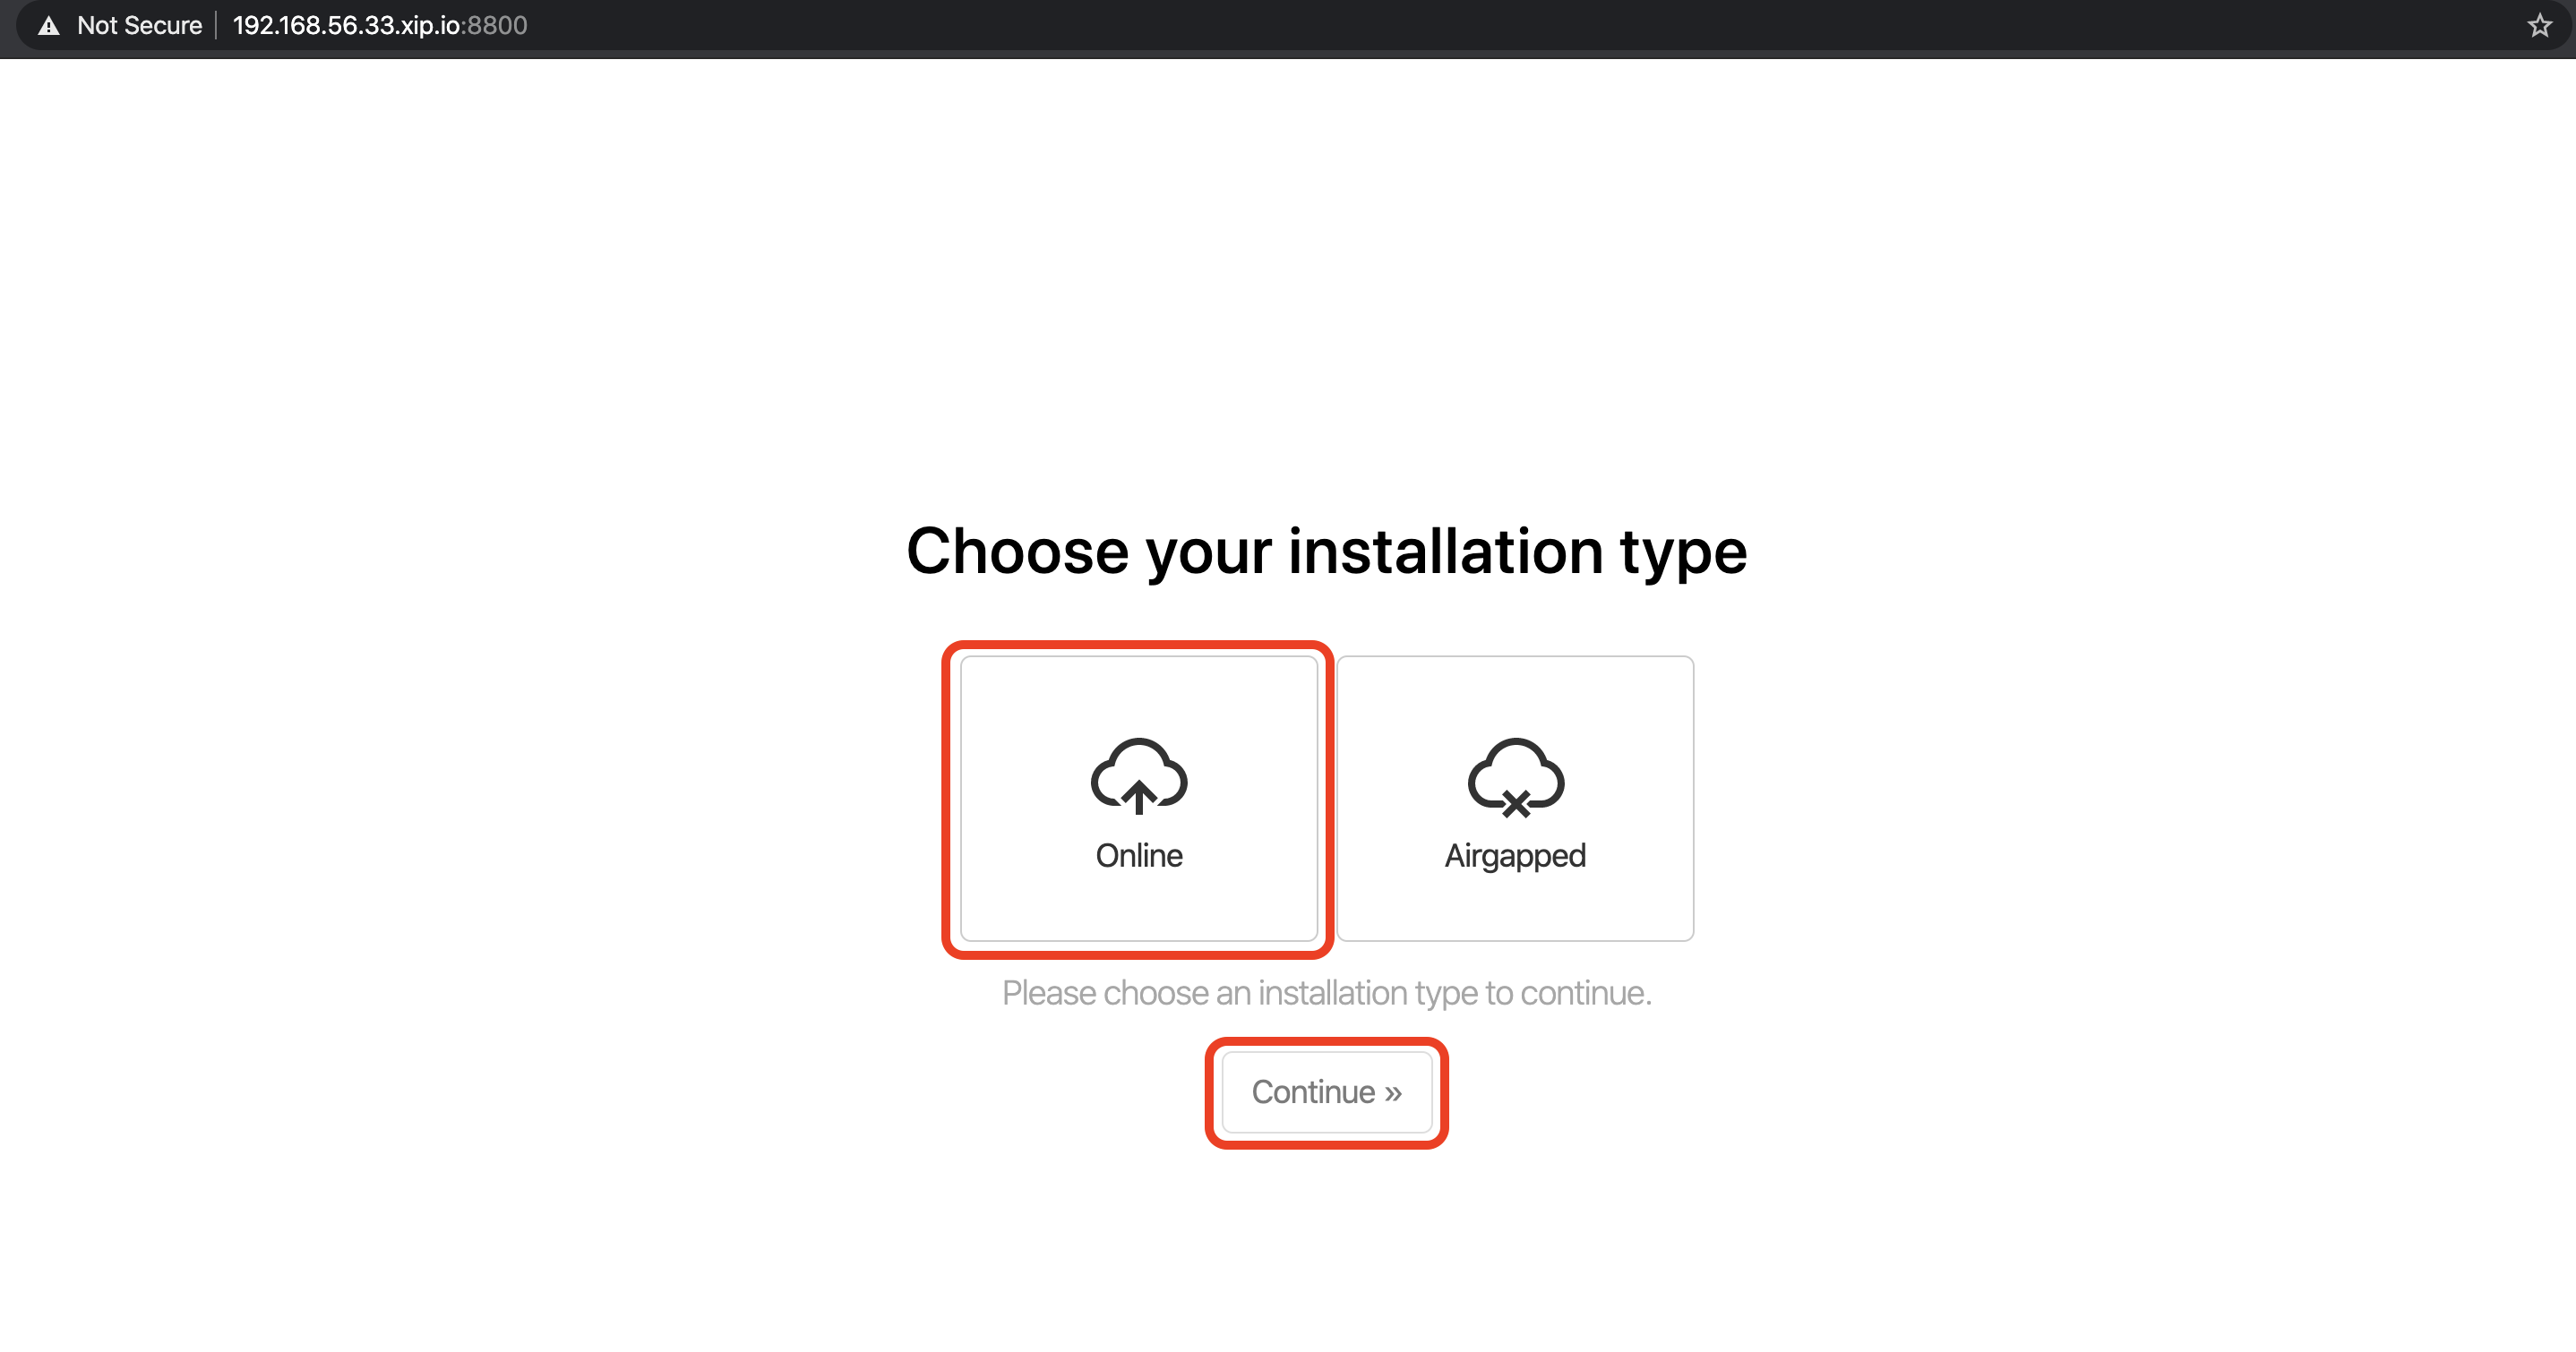 Not Secure | 192.168.56.33.xip.io:8800
Choose your installation type
Online
Airgapped
Please choose an installation type to continue.
Continue »